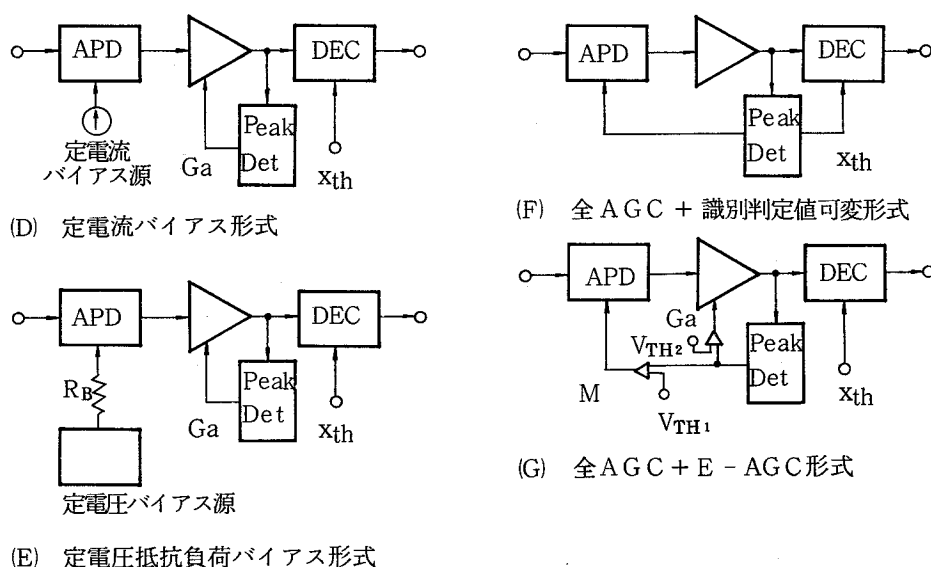 APD
DEC
Peak
Det
Ga
xth
定電流
バイアス源
(D) 定電流バイアス形式
APD
DEC
RB
Peak
Det
Ga
xth
定電圧バイアス源
(E) 定電圧抵抗負荷バイアス形式
APD
DEC
Peak
Det
(F) 全AGC+識別判定値可変形式
APD
DEC
Ga
VTH2
Peak
Det
M
VTH1
xth
(G) 全AGC+E-AGC形式